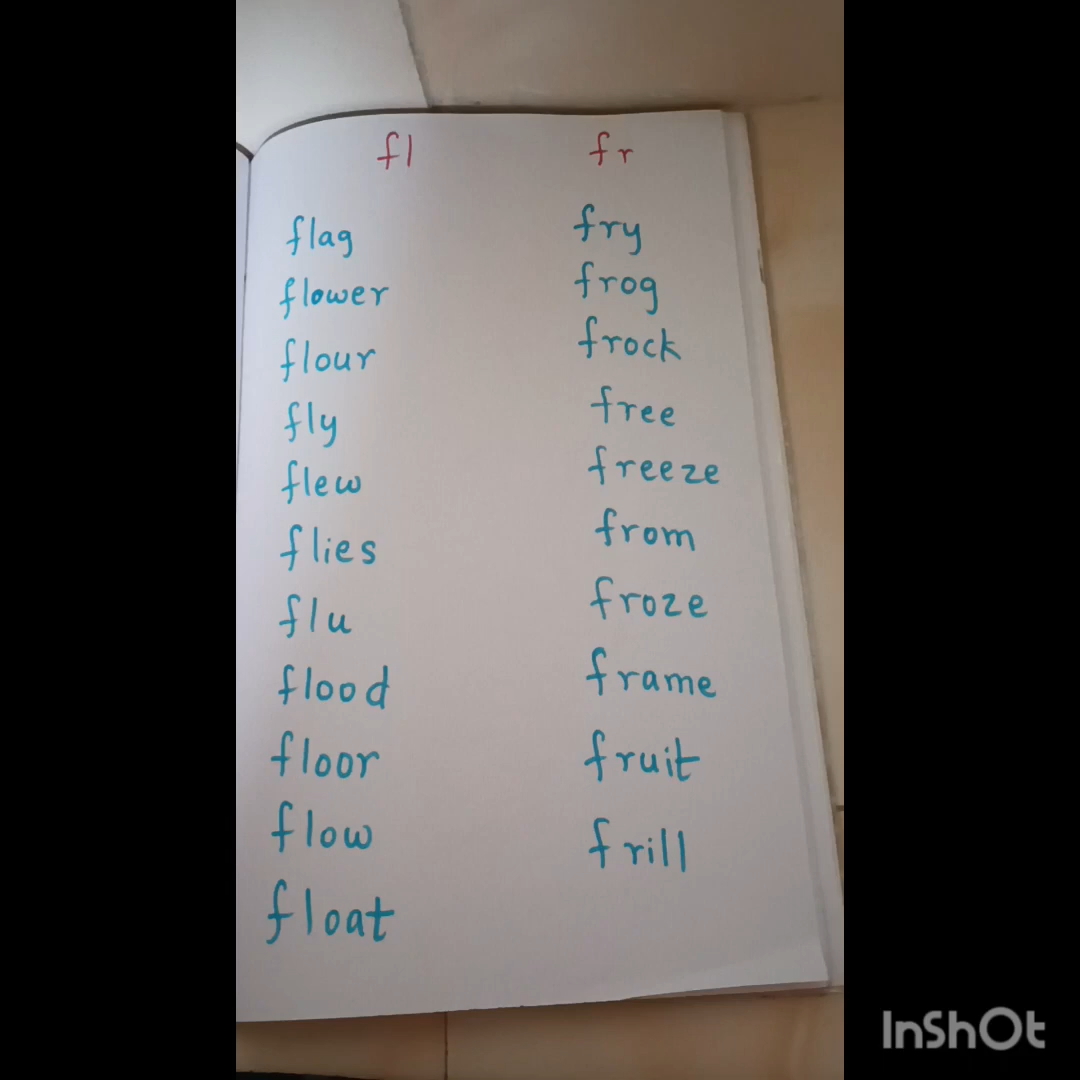 fl fr
flag fry
flower frog
flour frock
fly free
flew freeze
flies from
flu froze
flood frame
floor fruit
flow frill
float
InShOt